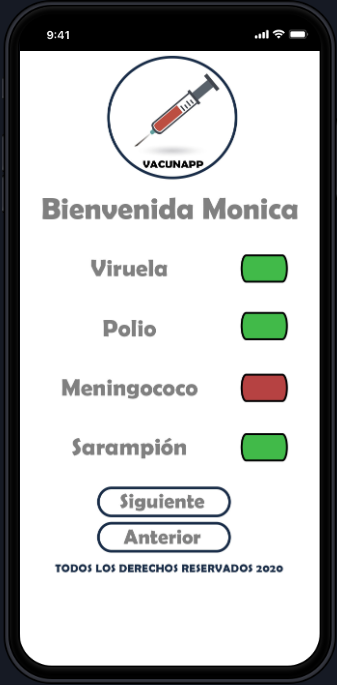 9:41
VACUNAPP
Bienvenida Monica
Viruela
Polio
Meningococo
Sarampión
Siguiente
Anterior
TODOS LOS DERECHOS RESERVADOS 2020